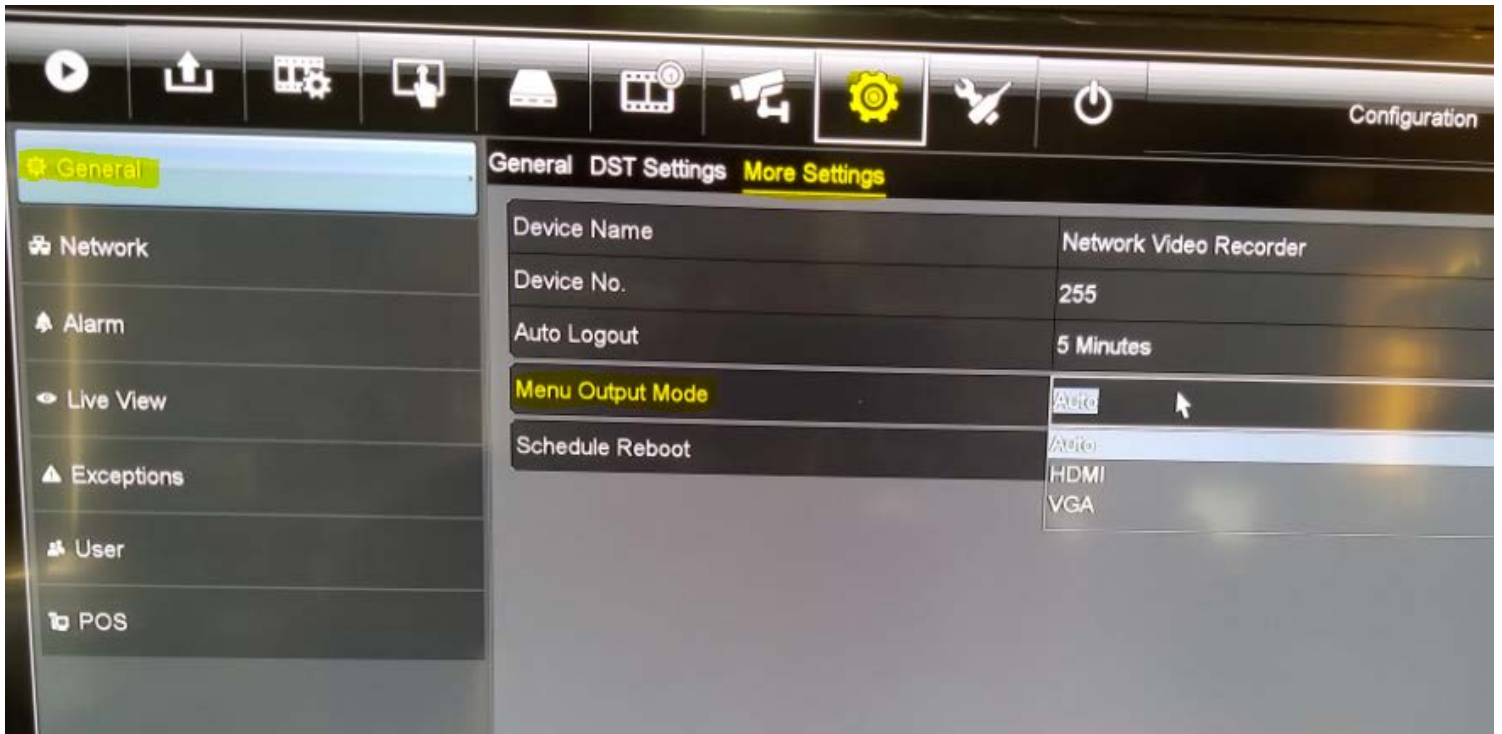 Configuration
General
Network
Alarm
Live View
Exceptions
User
POS
General DST Settings More Settings
Device Name Network Video Recorder
Device No. 255
Auto Logout 5 Minutes
Menu Output Mode Auto
Auto
HDMI
VGA
Schedule Reboot